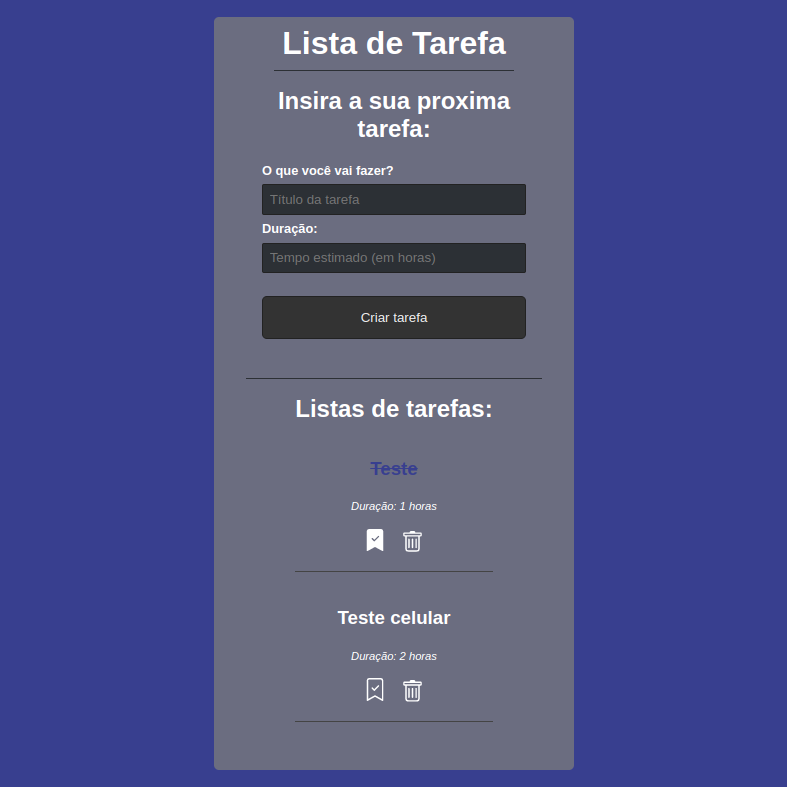 Lista de Tarefa
Insira a sua proxima
tarefa:
O que você vai fazer?
Título da tarefa
Duração:
Tempo estimado (em horas)
Criar tarefa
Listas de tarefas:
Teste
Duração: 1 horas
Teste celular
Duração: 2 horas